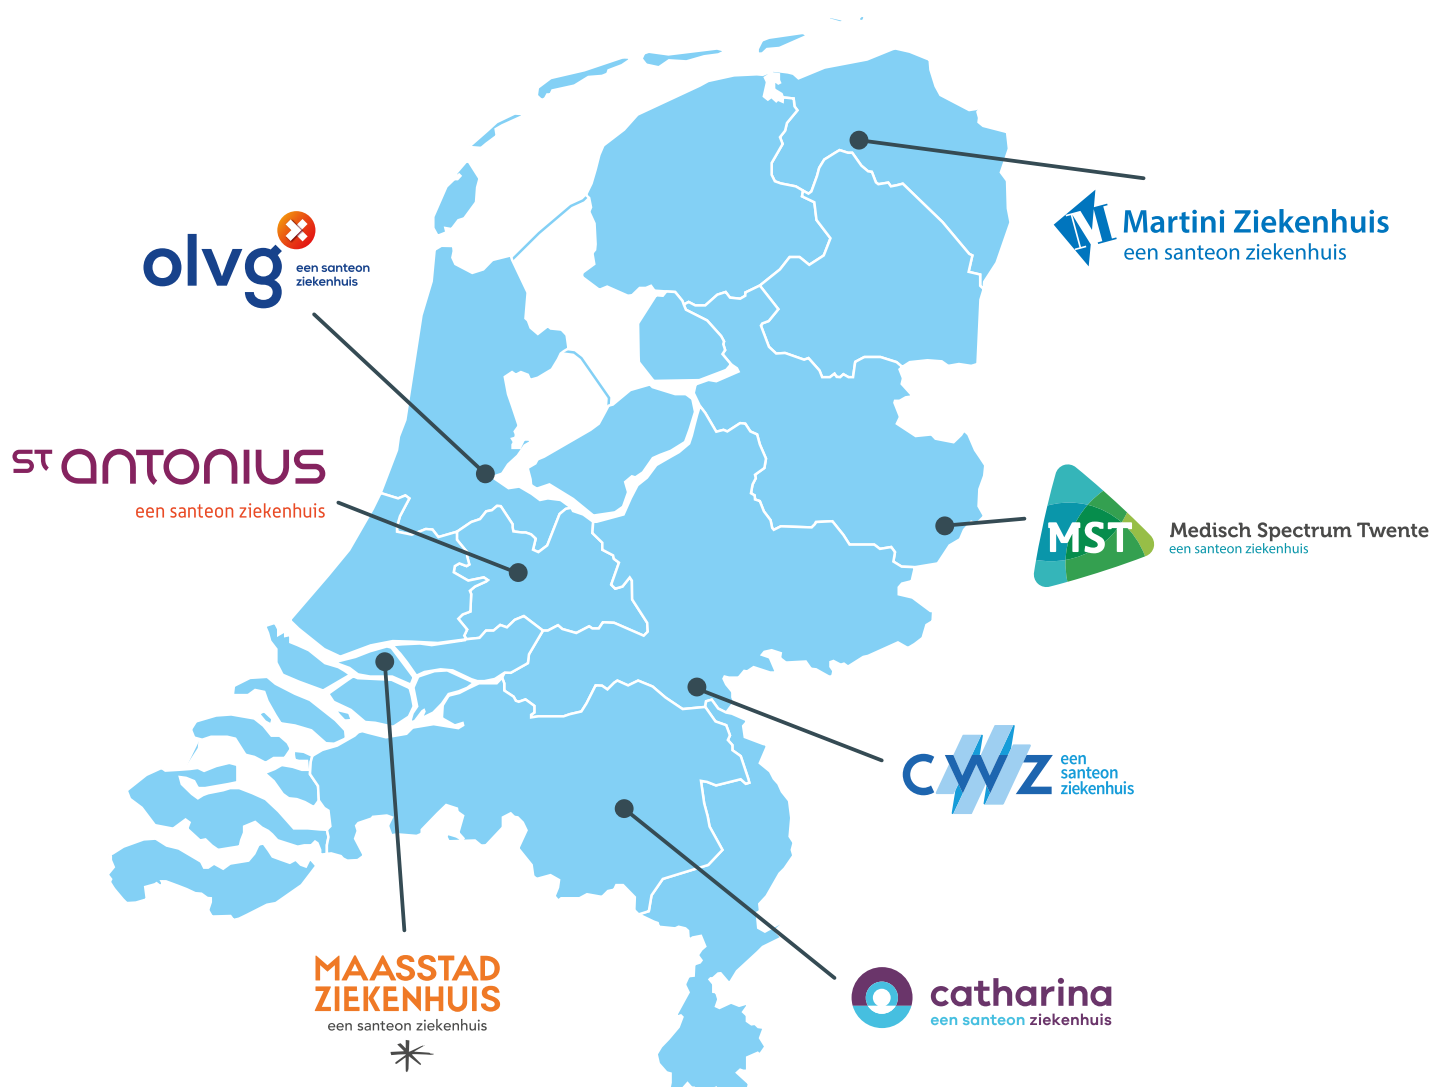 olvg
een santeon
ziekenhuis
Martini Ziekenhuis
een santeon ziekenhuis
ST antonius
een santeon ziekenhuis
MST
Medisch Spectrum Twente
een santeon ziekenhuis
CWZ
een
santeon
ziekenhuis
MAASSTAD
ZIEKENHUIS
een santeon ziekenhuis
catharina
een santeon ziekenhuis